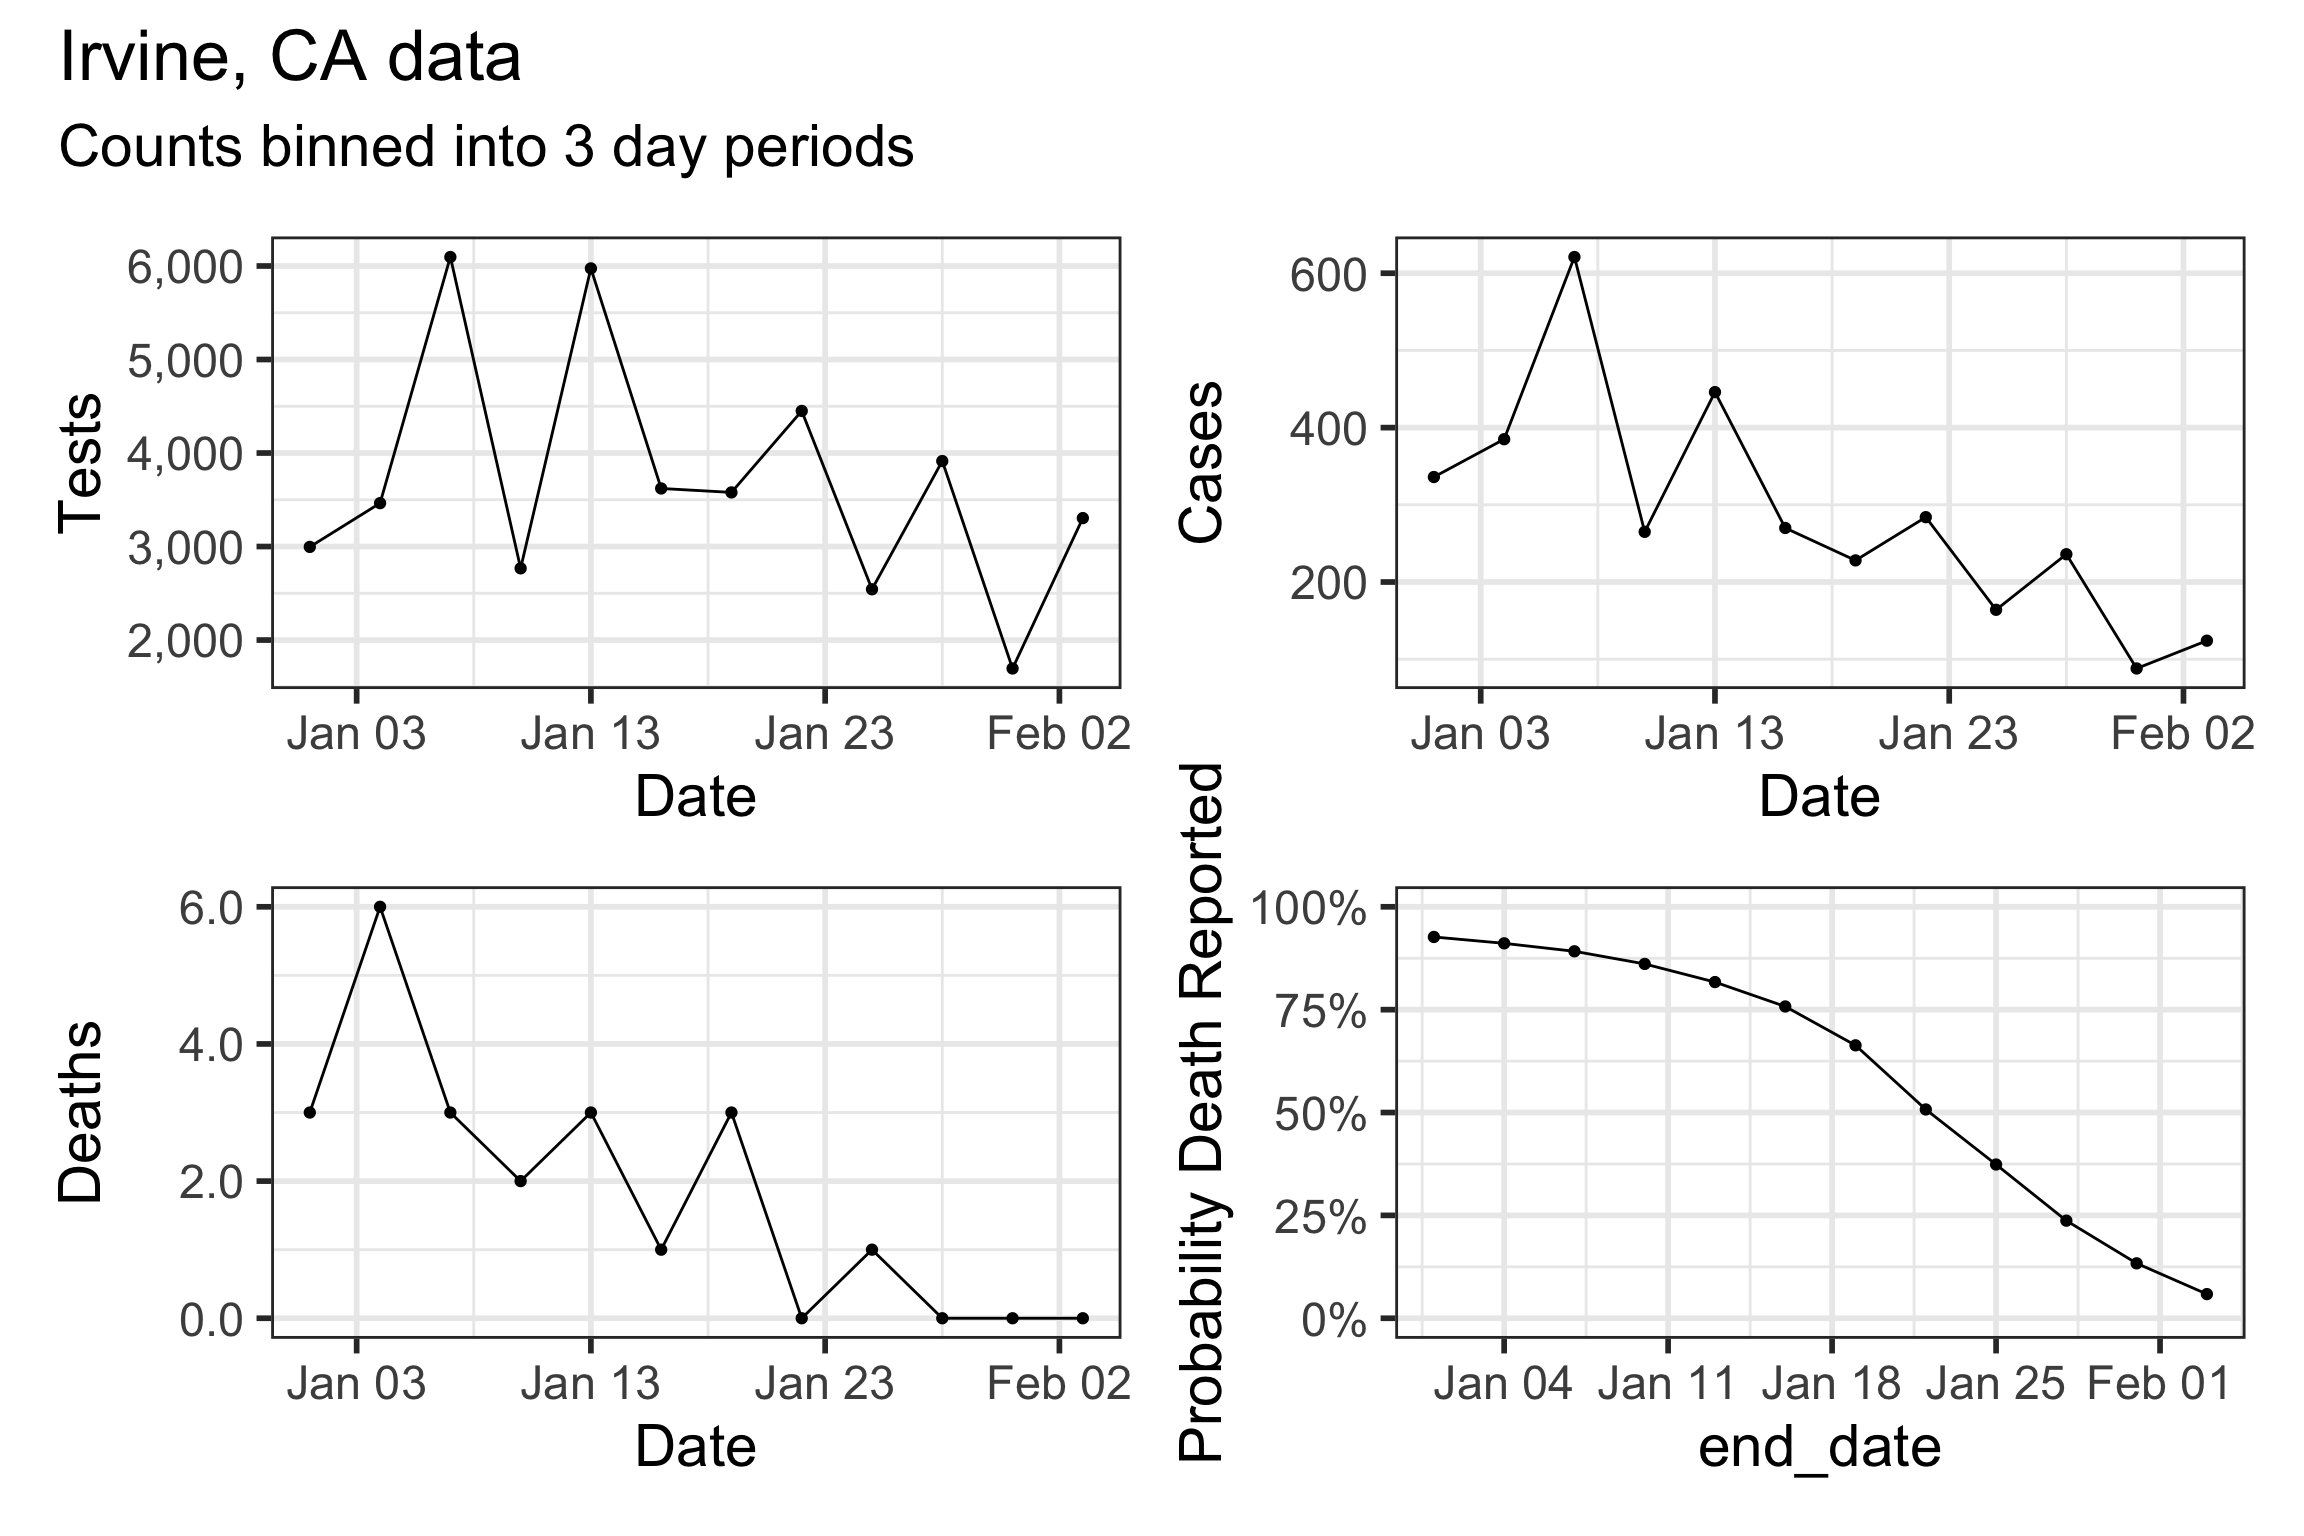 Irvine, CA data
Counts binned into 3 day periods
Tests
6,000
5,000
4,000
3,000
2,000
Jan 03 Jan 13 Jan 23 Feb 02
Date
Cases
600
400
200
Jan 03 Jan 13 Jan 23 Feb 02
Date
Deaths
6.0
4.0
2.0
0.0
Jan 03 Jan 13 Jan 23 Feb 02
Date
Probability Death Reported
100%
75%
50%
25%
0%
Jan 04 Jan 11 Jan 18 Jan 25 Feb 01
end_date